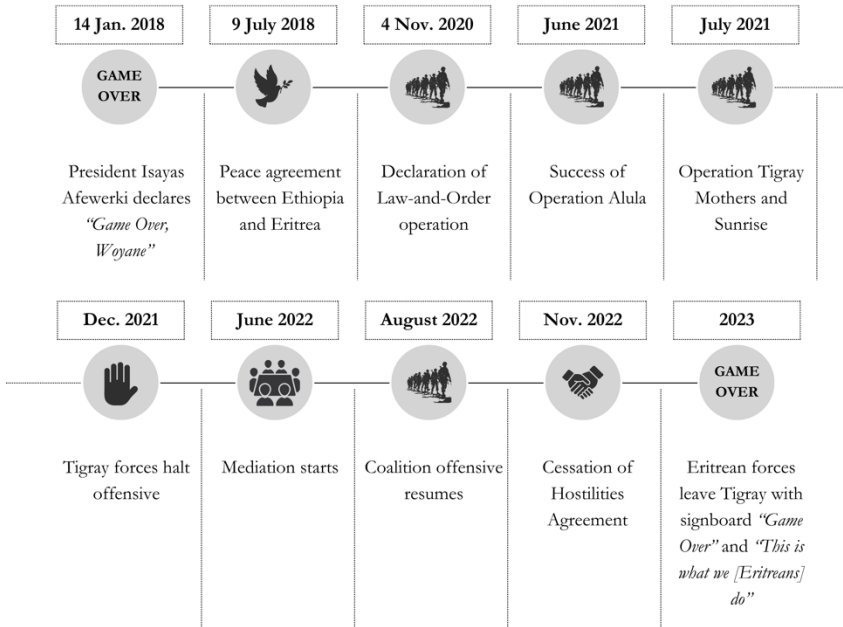 14 Jan. 2018
9 July 2018
4 Nov. 2020
June 2021
July 2021
GAME
OVER
President Isayas
Afewerki declares
“Game Over,
Woyane”
Peace agreement
between Ethiopia
and Eritrea
Declaration of
Law-and-Order
operation
Success of
Operation Alula
Operation Tigray
Mothers and
Sunrise
Dec. 2021
June 2022
August 2022
Nov. 2022
2023
GAME
OVER
Tigray forces halt
offensive
Mediation starts
Coalition offensive
resumes
Cessation of
Hostilities
Agreement
Eritrean forces
leave Tigray with
signboard “Game
Over” and “This is
what we [Eritreans]
do”